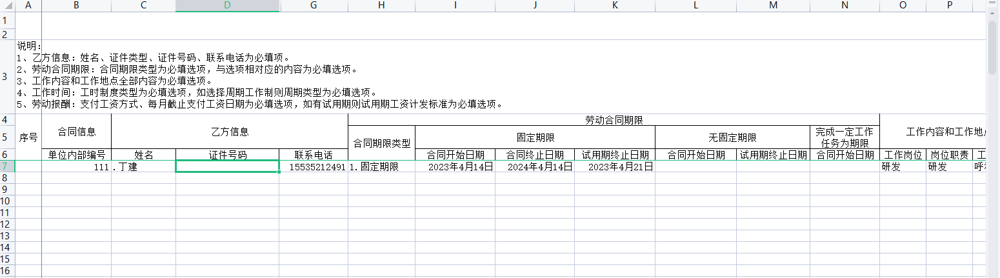 A B C D G H I J K L M N O P
1
2
3
说明：
1、乙方信息：姓名、证件类型、证件号码、联系电话为必填项。
2、劳动合同期限：合同期限类型为必填选项，与选项相对应的内容为必填选项。
3、工作内容和工作地点全部内容为必填选项。
4、工作时间：工时制度类型为必填选项，如选择周期工作制则周期类型为必填选项。
5、劳动报酬：支付工资方式、每月截止支付工资日期为必填选项，如有试用期则试用期工资计发标准为必填选项。
4 劳动合同期限
序号 合同信息 乙方信息
5 合同期限类型 固定期限 无固定期限 完成一定工作
任务为期限 工作内容和工作地
6 单位内部编号 姓名 证件号码 联系电话 合同开始日期 合同终止日期 试用期终止日期 合同开始日期 试用期终止日期 合同开始日期 工作岗位 岗位职责 工
7 111 .丁建 15535212491 1.固定期限 2023年4月14日 2024年4月14日 2023年4月21日 研发 研发 呼
8
9
10
11
12
13
14
15
16